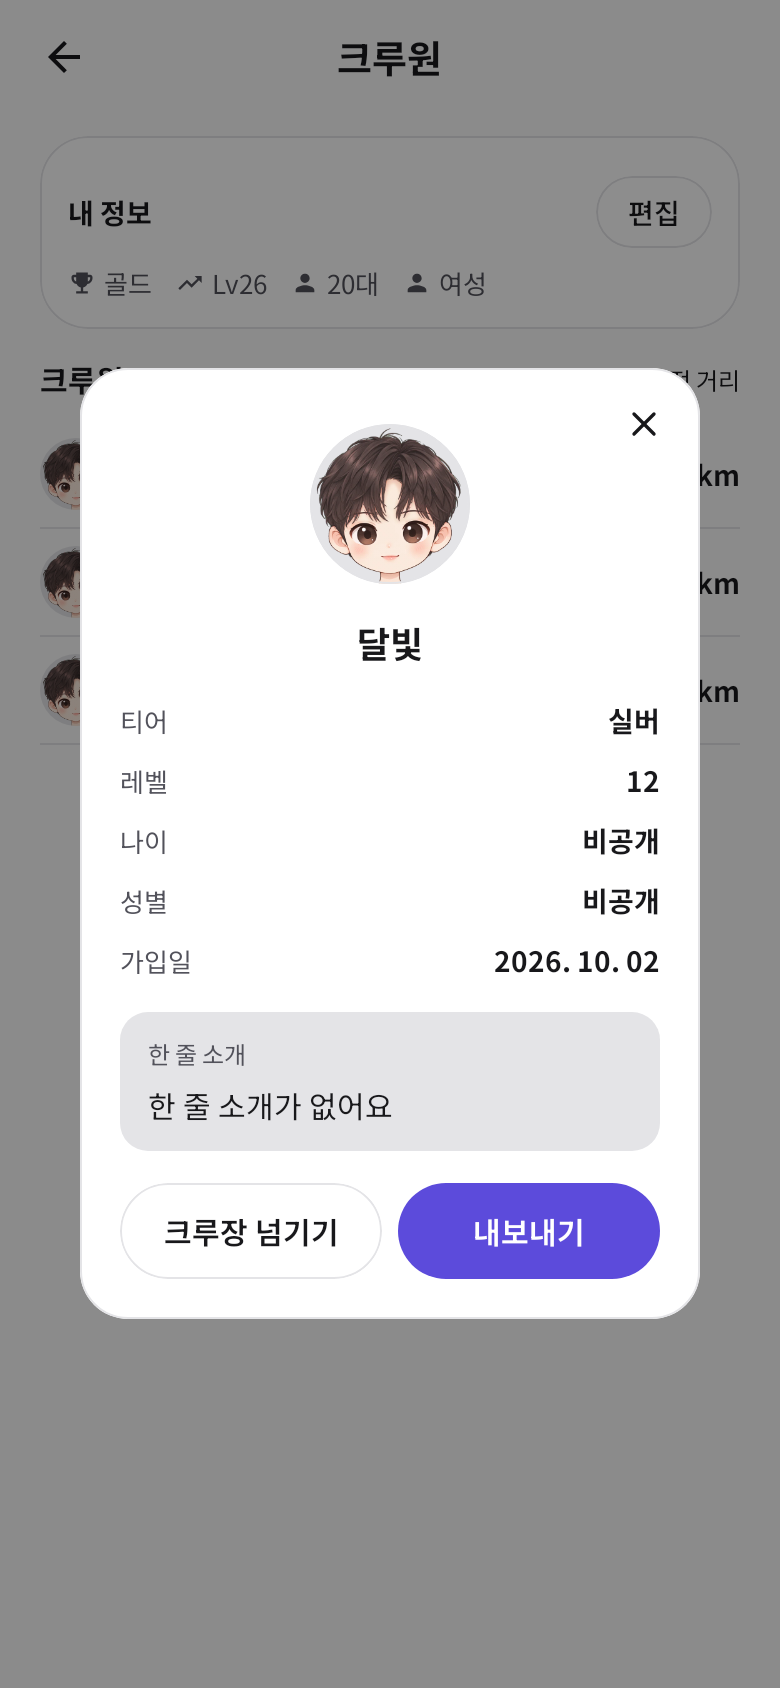 크루원
내 정보
편집
골드 Lv26 20대 여성
거리
km
km
km
달빛
티어 실버
레벨 12
나이 비공개
성별 비공개
가입일 2026. 10. 02
한 줄 소개
한 줄 소개가 없어요
크루장 넘기기 내보내기